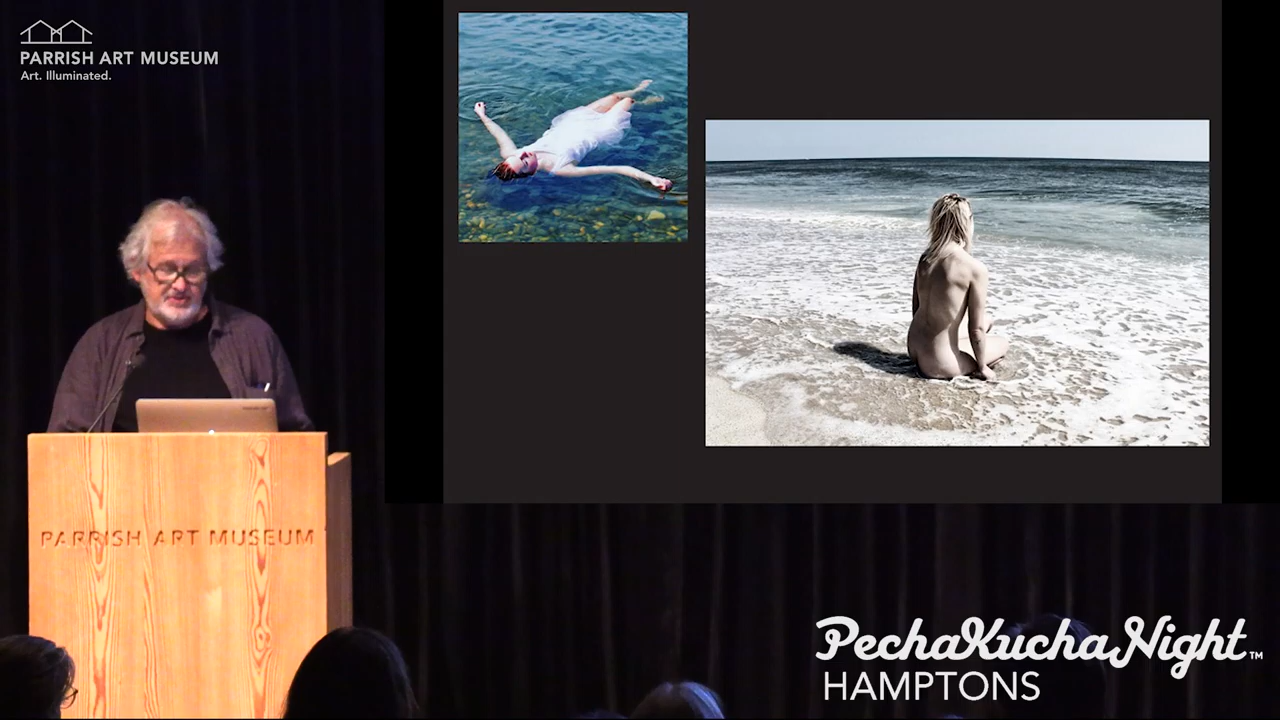 PARRISH ART MUSEUM
Art. Illuminated.
PARRISH ART MUSEUM
PechaKuchaNight™
HAMPTONS